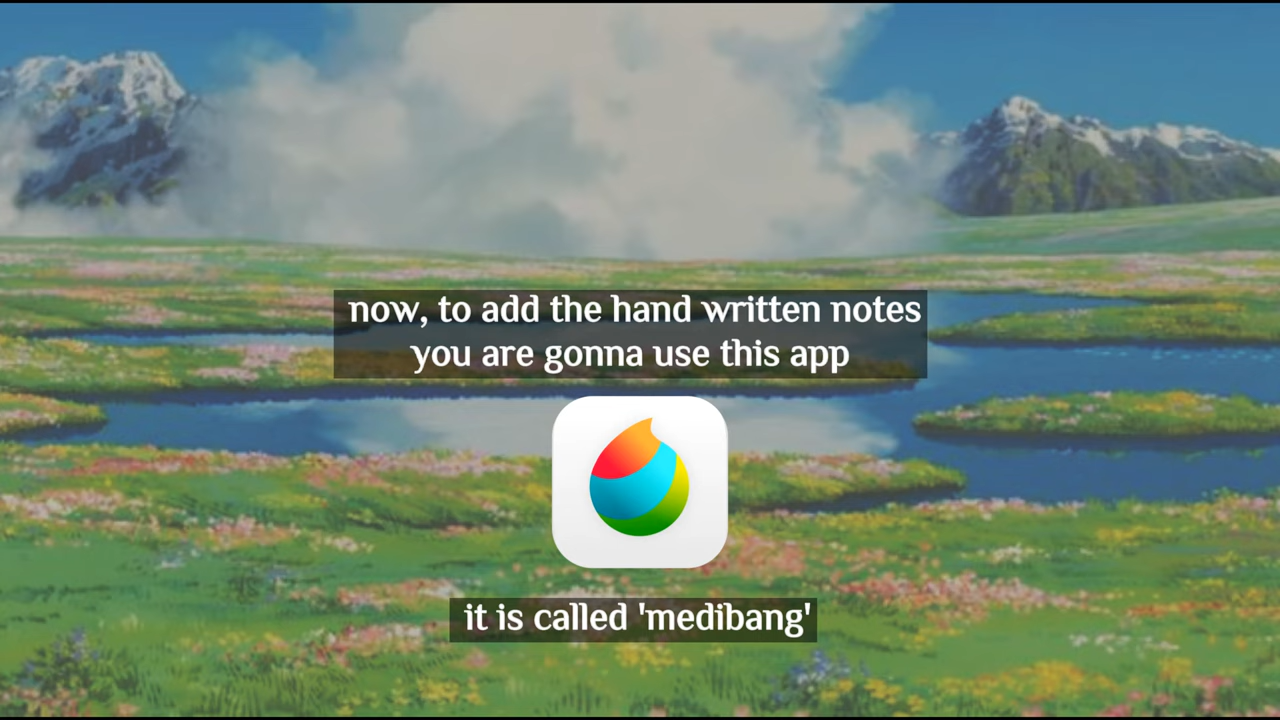 now, to add the hand written notes
you are gonna use this app
it is called 'medibang'